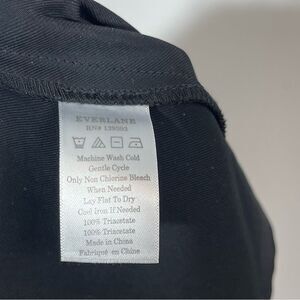 EVERLANE
RN# 139593
Machine Wash Cold
Gentle Cycle
Only Non Chlorine Bleach
When Needed
Lay Flat To Dry
Cool Iron If Needed
100% Triacetate
100% Triacetate
Made in China
Fabriqué en Chine